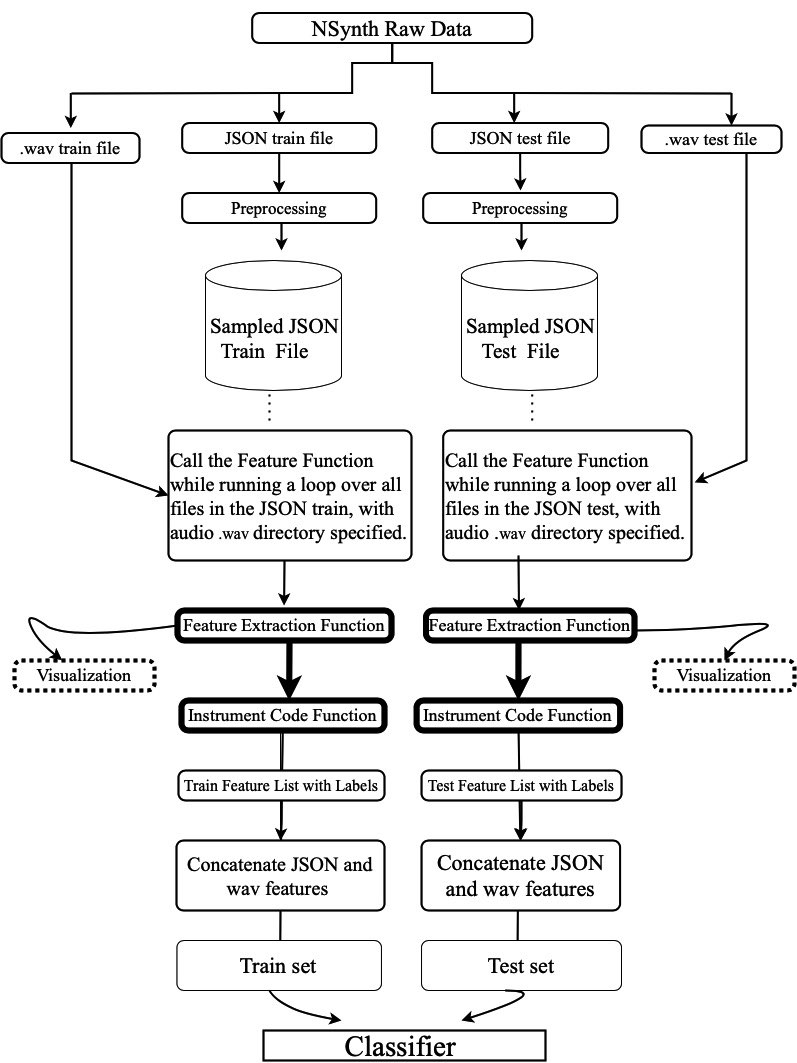 NSynth Raw Data
.wav train file
JSON train file
JSON test file
.wav test file
Preprocessing
Preprocessing
Sampled JSON
Train File
Sampled JSON
Test File
Call the Feature Function
while running a loop over all
files in the JSON train, with
audio .wav directory specified.
Call the Feature Function
while running a loop over all
files in the JSON test, with
audio .wav directory specified.
Feature Extraction Function
Feature Extraction Function
Visualization
Visualization
Instrument Code Function
Instrument Code Function
Train Feature List with Labels
Test Feature List with Labels
Concatenate JSON and
wav features
Concatenate JSON
and wav features
Train set
Test set
Classifier